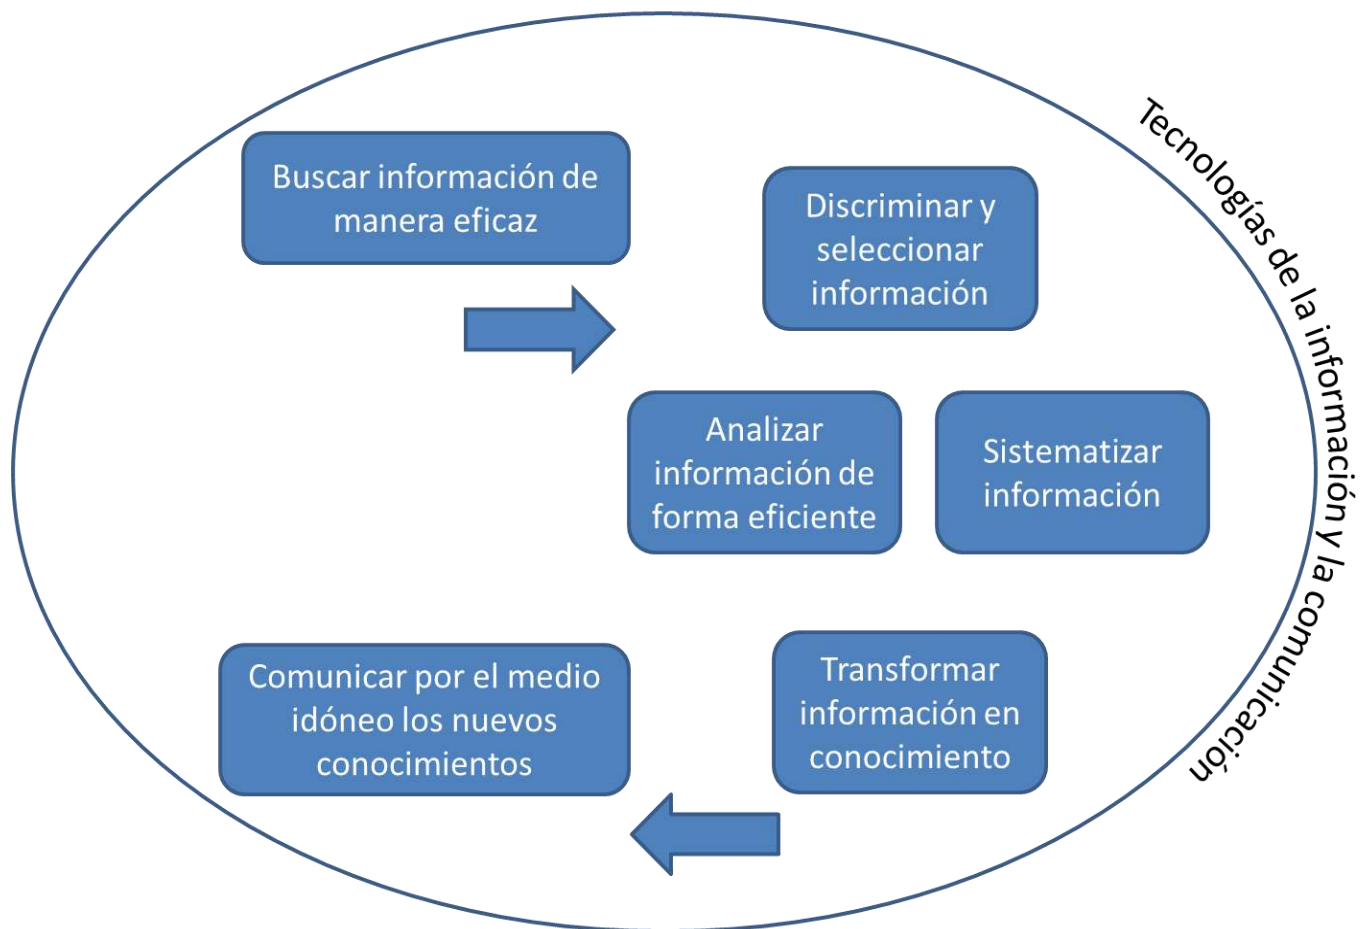 Buscar información de
manera eficaz
Discriminar y
seleccionar
información
Analizar
información de
forma eficiente
Sistematizar
información
Transformar
información en
conocimiento
Comunicar por el medio
idóneo los nuevos
conocimientos
Tecnologías de la información y la comunicación